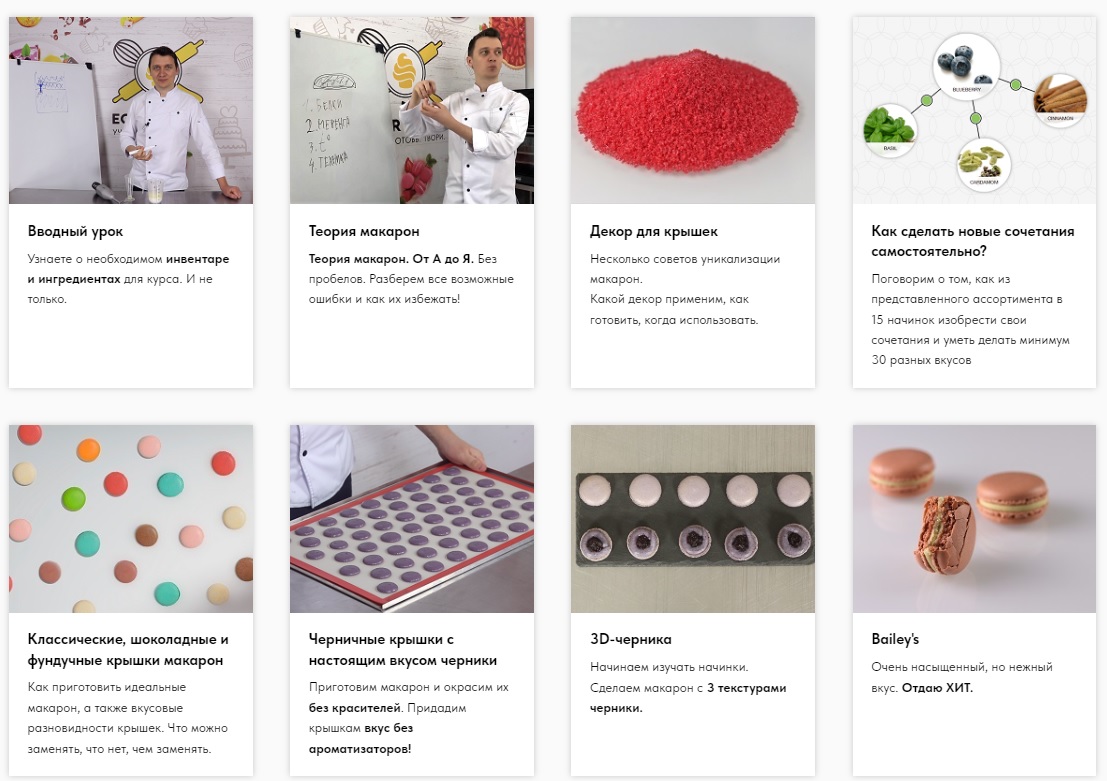 1. БЕЛКИ
2. МЕРЕНГА
3. t°
4. ТЕХНИКА
BLUEBERRY
CINNAMON
BASIL
CARDAMOM
Вводный урок
Узнаете о необходимом инвентаре
и ингредиентах для курса. И не
только.
Теория макарон
Теория макарон. От А до Я. Без
пробелов. Разберем все возможные
ошибки и как их избежать!
Декор для крышек
Несколько советов уникализации
макарон.
Какой декор применим, как
готовить, когда использовать.
Как сделать новые сочетания
самостоятельно?
Поговорим о том, как из
представленного ассортимента в
15 начинок изобрести свои
сочетания и уметь делать минимум
30 разных вкусов
Классические, шоколадные и
фундучные крышки макарон
Как приготовить идеальные
макарон, а также вкусовые
разновидности крышек. Что можно
заменять, что нет, чем заменять.
Черничные крышки с
настоящим вкусом черники
Приготовим макарон и окрасим их
без красителей. Придадим
крышкам вкус без
ароматизаторов!
3D-черника
Начинаем изучать начинки.
Сделаем макарон с 3 текстурами
черники.
Bailey's
Очень насыщенный, но нежный
вкус. Отдаю ХИТ.